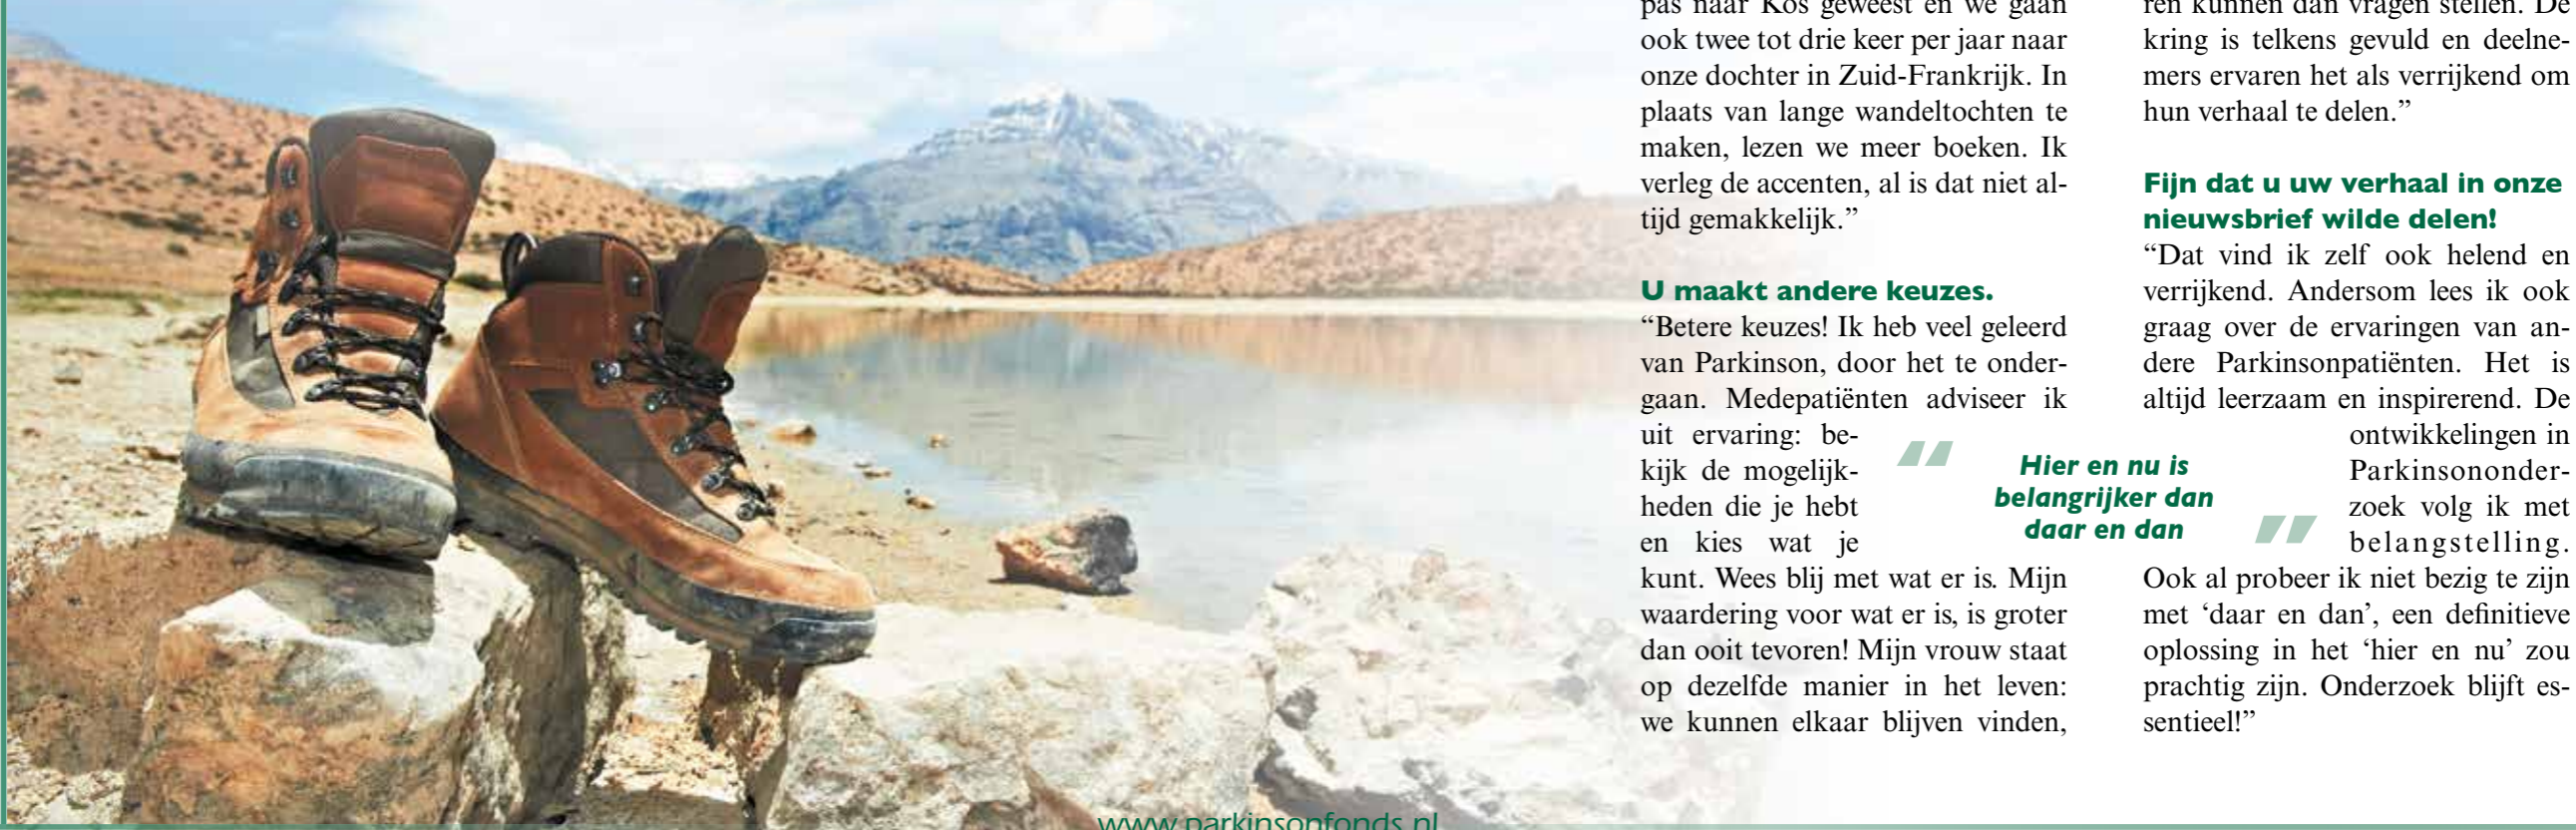 pas naar Kos geweest en we gaan
ook twee tot drie keer per jaar naar
onze dochter in Zuid-Frankrijk. In
plaats van lange wandeltochten te
maken, lezen we meer boeken. Ik
verleg de accenten, al is dat niet al-
tijd gemakkelijk.”
U maakt andere keuzes.
“Betere keuzes! Ik heb veel geleerd
van Parkinson, door het te onder-
gaan. Medepatiënten adviseer ik
uit ervaring: be-
kijk de mogelijk-
heden die je hebt
en kies wat je
kunt. Wees blij met wat er is. Mijn
waardering voor wat er is, is groter
dan ooit tevoren! Mijn vrouw staat
op dezelfde manier in het leven:
we kunnen elkaar blijven vinden,
“ Hier en nu is
belangrijker dan
daar en dan ”
ren kunnen dan vragen stellen. De
kring is telkens gevuld en deelne-
mers ervaren het als verrijkend om
hun verhaal te delen.”
Fijn dat u uw verhaal in onze
nieuwsbrief wilde delen!
“Dat vind ik zelf ook helend en
verrijkend. Andersom lees ik ook
graag over de ervaringen van an-
dere Parkinsonpatiënten. Het is
altijd leerzaam en inspirerend. De
ontwikkelingen in
Parkinsononder-
zoek volg ik met
belangstelling.
Ook al probeer ik niet bezig te zijn
met ‘daar en dan’, een definitieve
oplossing in het ‘hier en nu’ zou
prachtig zijn. Onderzoek blijft es-
sentieel!”
www.parkinsonfonds.nl